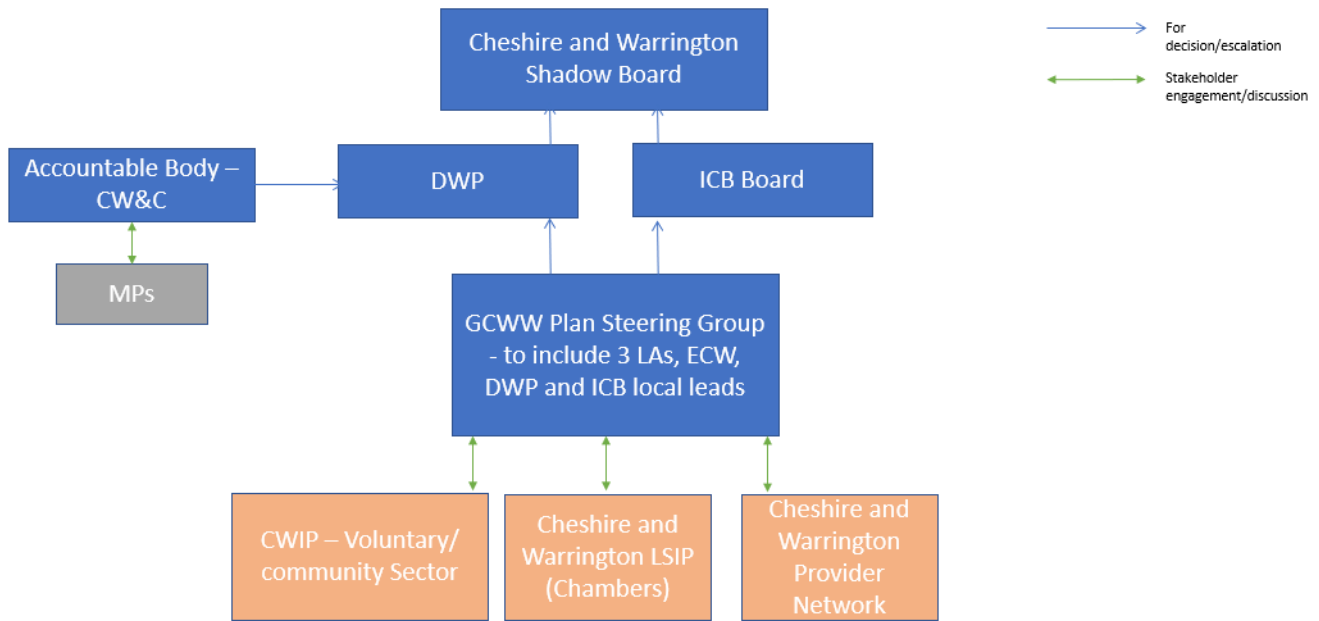 Cheshire and Warrington
Shadow Board
For
decision/escalation
Stakeholder
engagement/discussion
Accountable Body –
CW&C
DWP
ICB Board
MPs
GCWW Plan Steering Group
- to include 3 LAs, ECW,
DWP and ICB local leads
CWIP – Voluntary/
community Sector
Cheshire and
Warrington LSIP
(Chambers)
Cheshire and
Warrington
Provider
Network